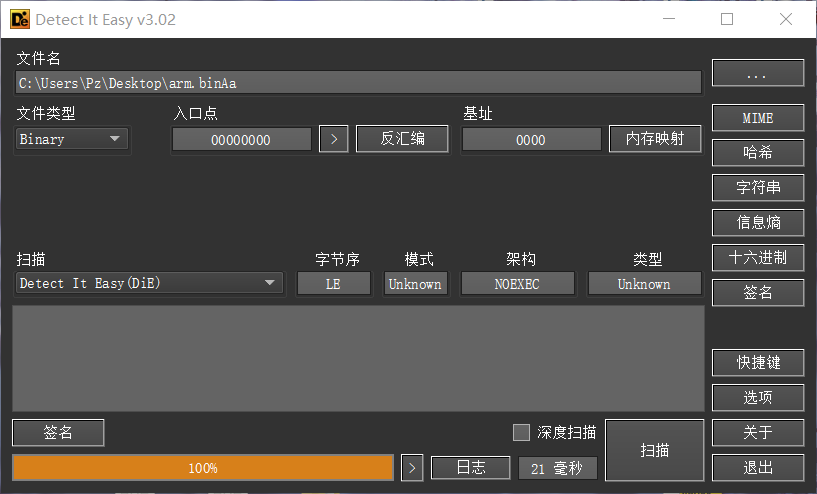 Detect It Easy v3.02
文件名
C:\Users\Pz\Desktop\arm.binAa
...
文件类型 入口点 基址
Binary 00000000 > 反汇编 0000 内存映射
MIME
哈希
字符串
信息熵
扫描 字节序 模式 架构 类型
Detect It Easy(DiE) LE Unknown NOEXEC Unknown
十六进制
签名
快捷键
选项
签名 深度扫描 扫描 关于
100% > 日志 21 毫秒 退出